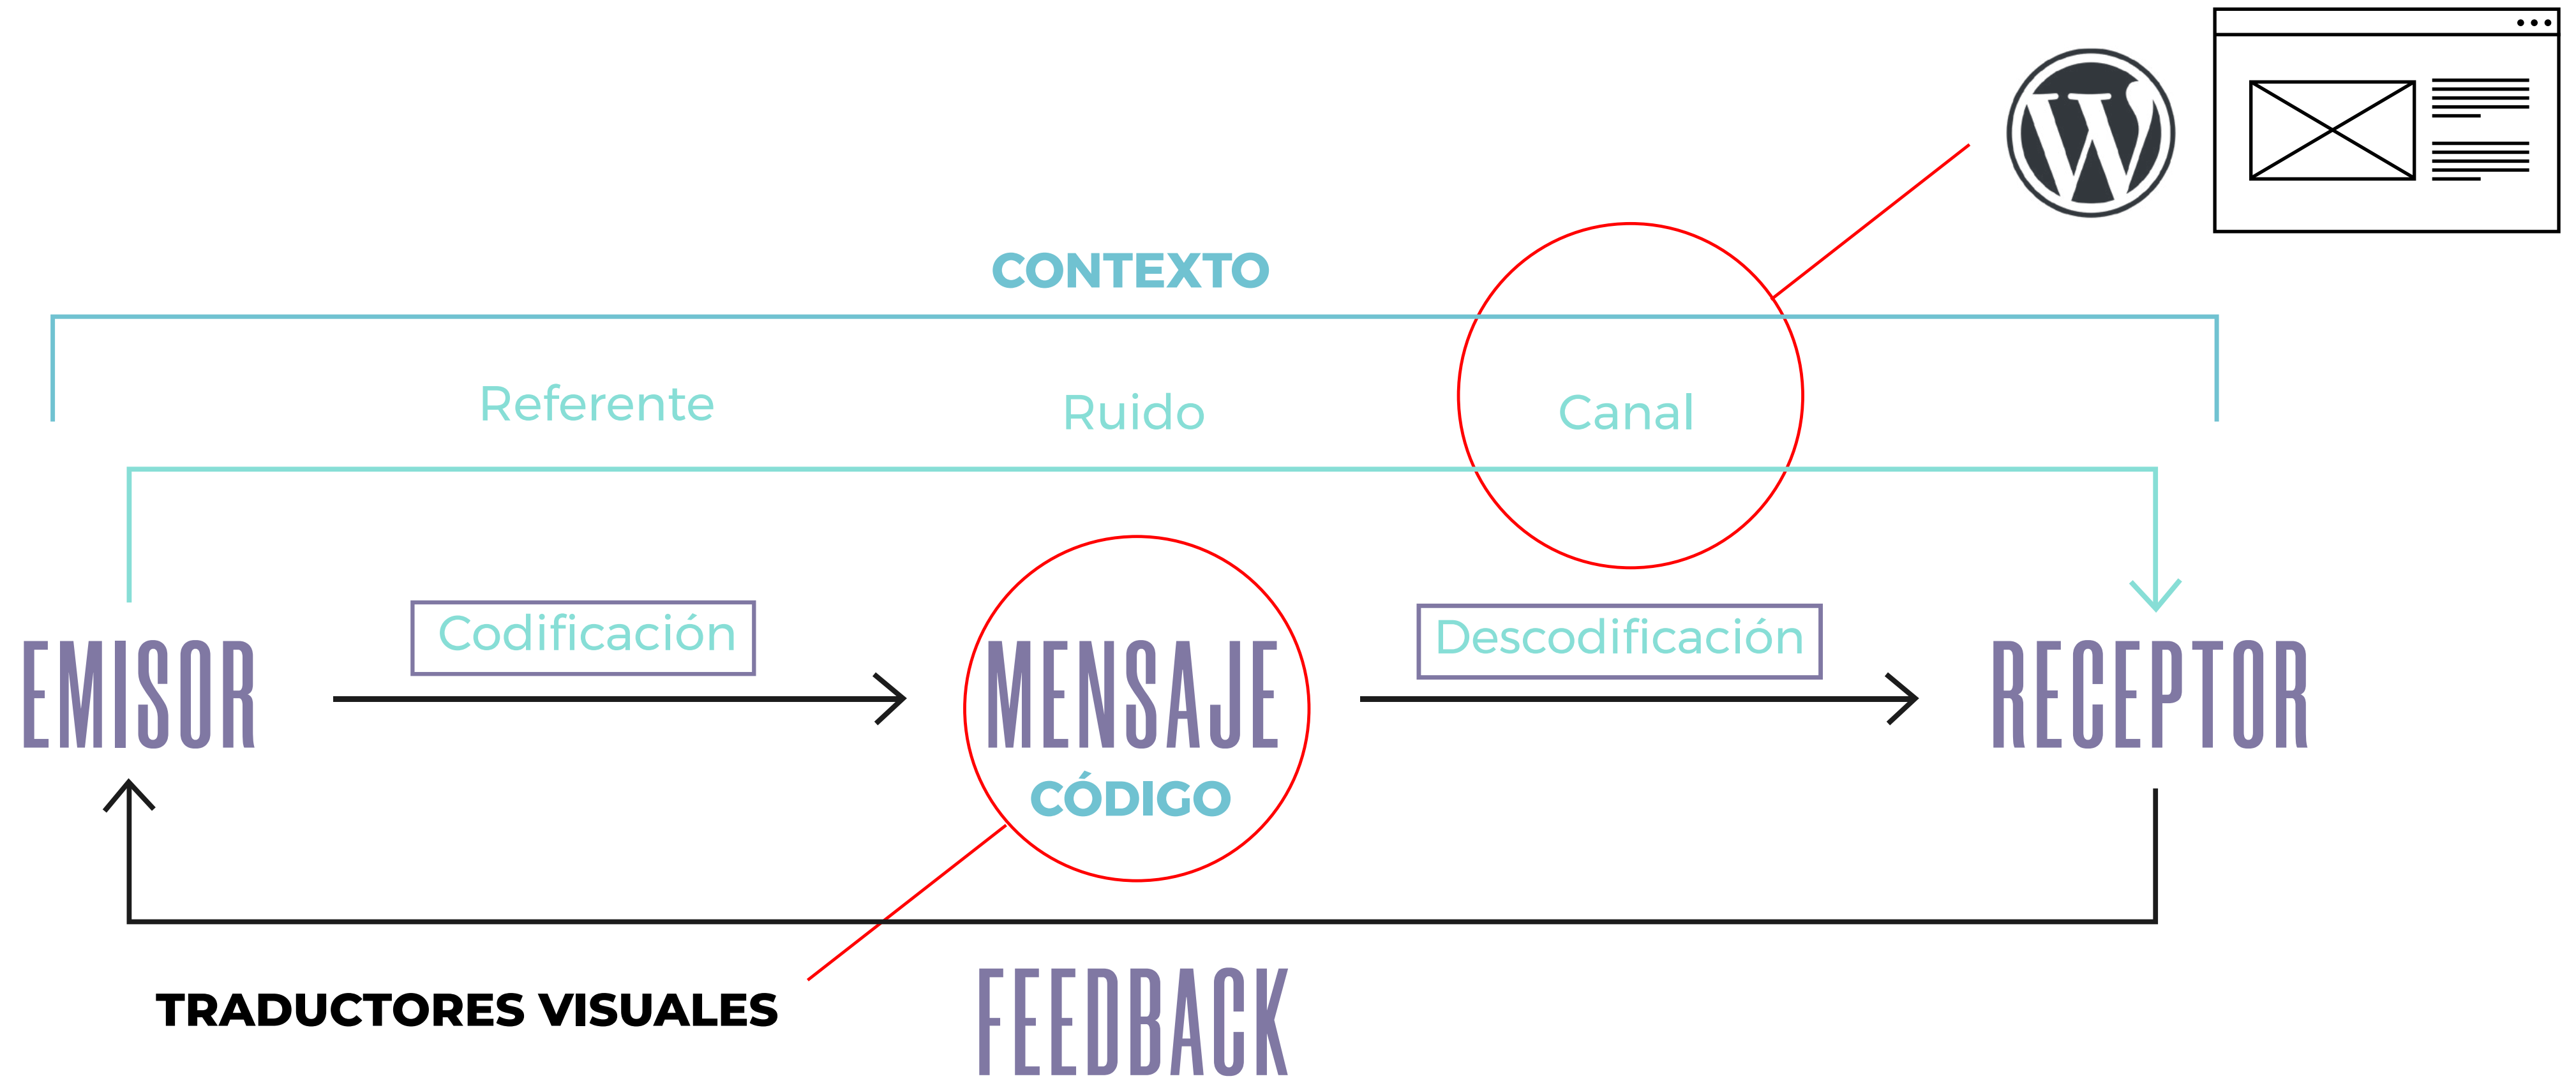 CONTEXTO
Referente
Ruido
Canal
Codificación
Descodificación
EMISOR
MENSAJE
RECEPTOR
CÓDIGO
TRADUCTORES VISUALES
FEEDBACK